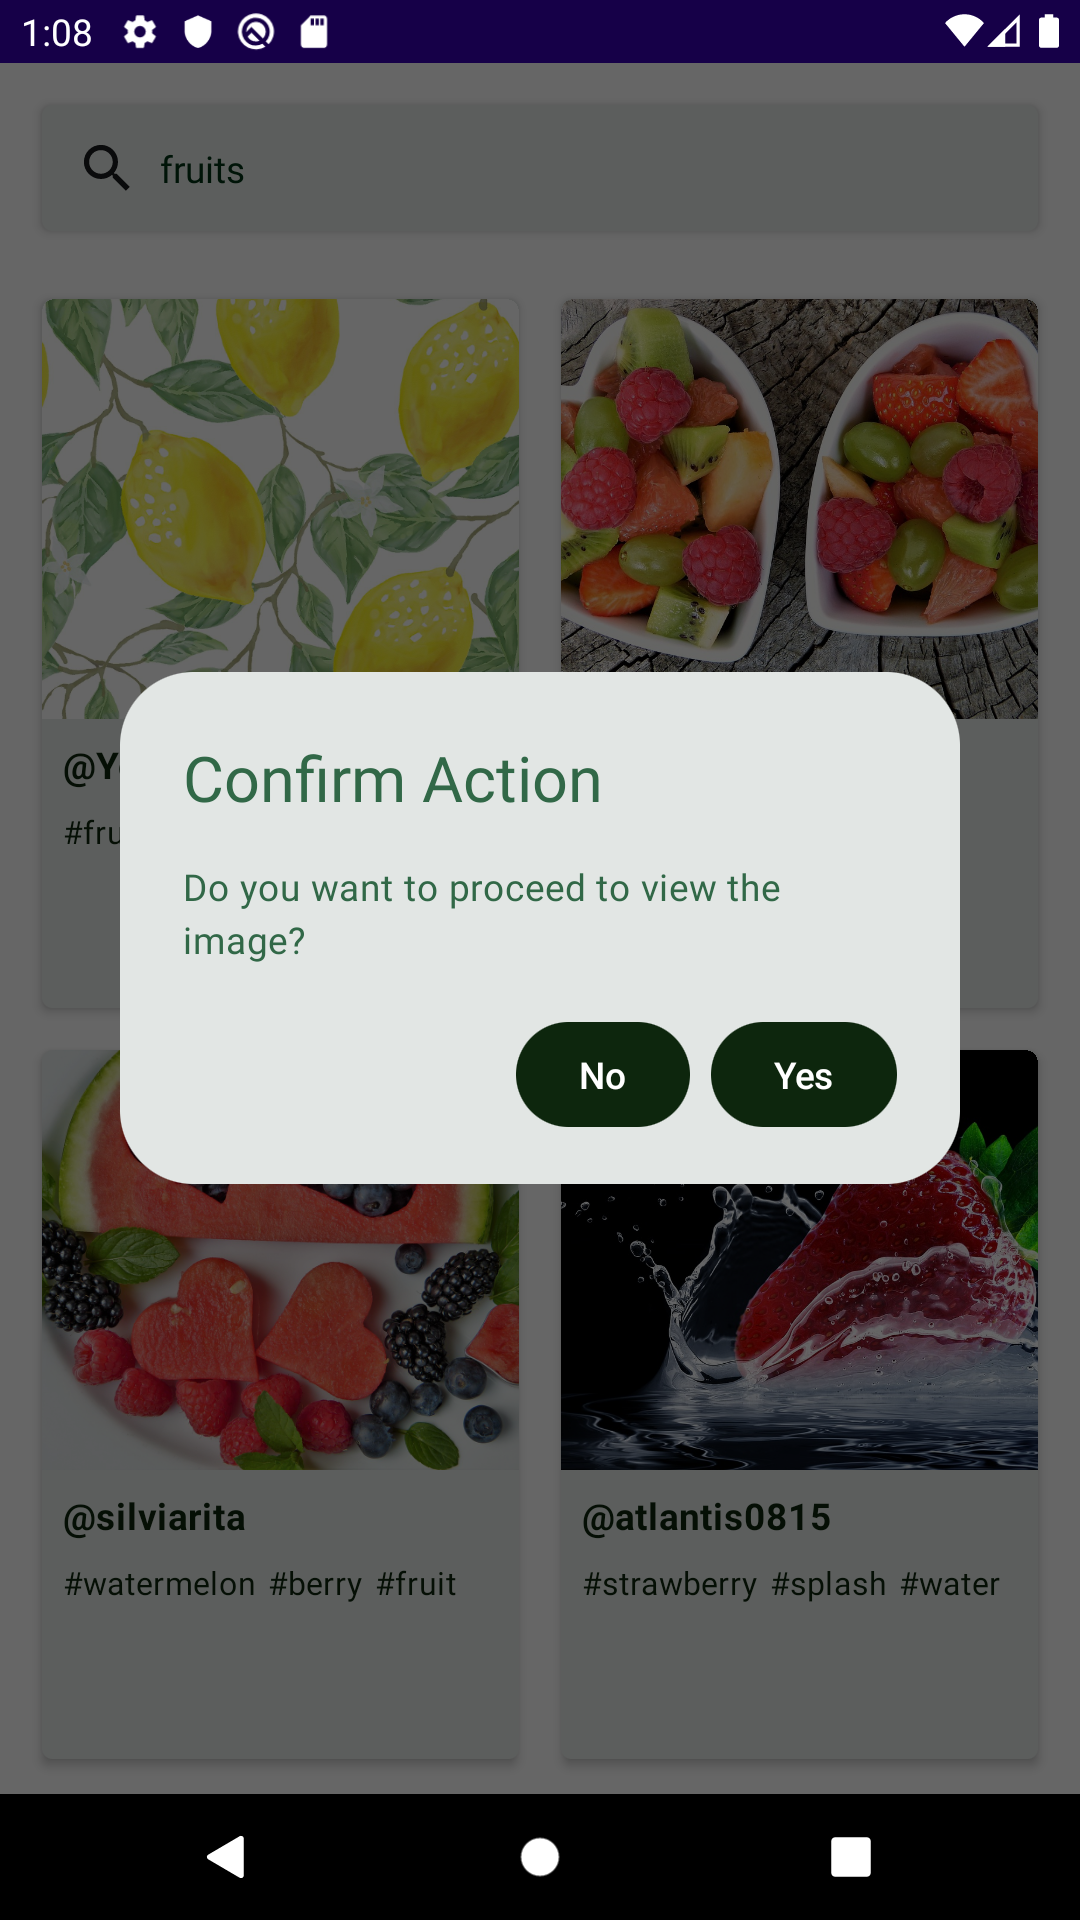 1:08
fruits
@Y
#fru
Confirm Action
Do you want to proceed to view the
image?
No
Yes
@silviarita
@atlantis0815
#watermelon #berry #fruit
#strawberry #splash #water